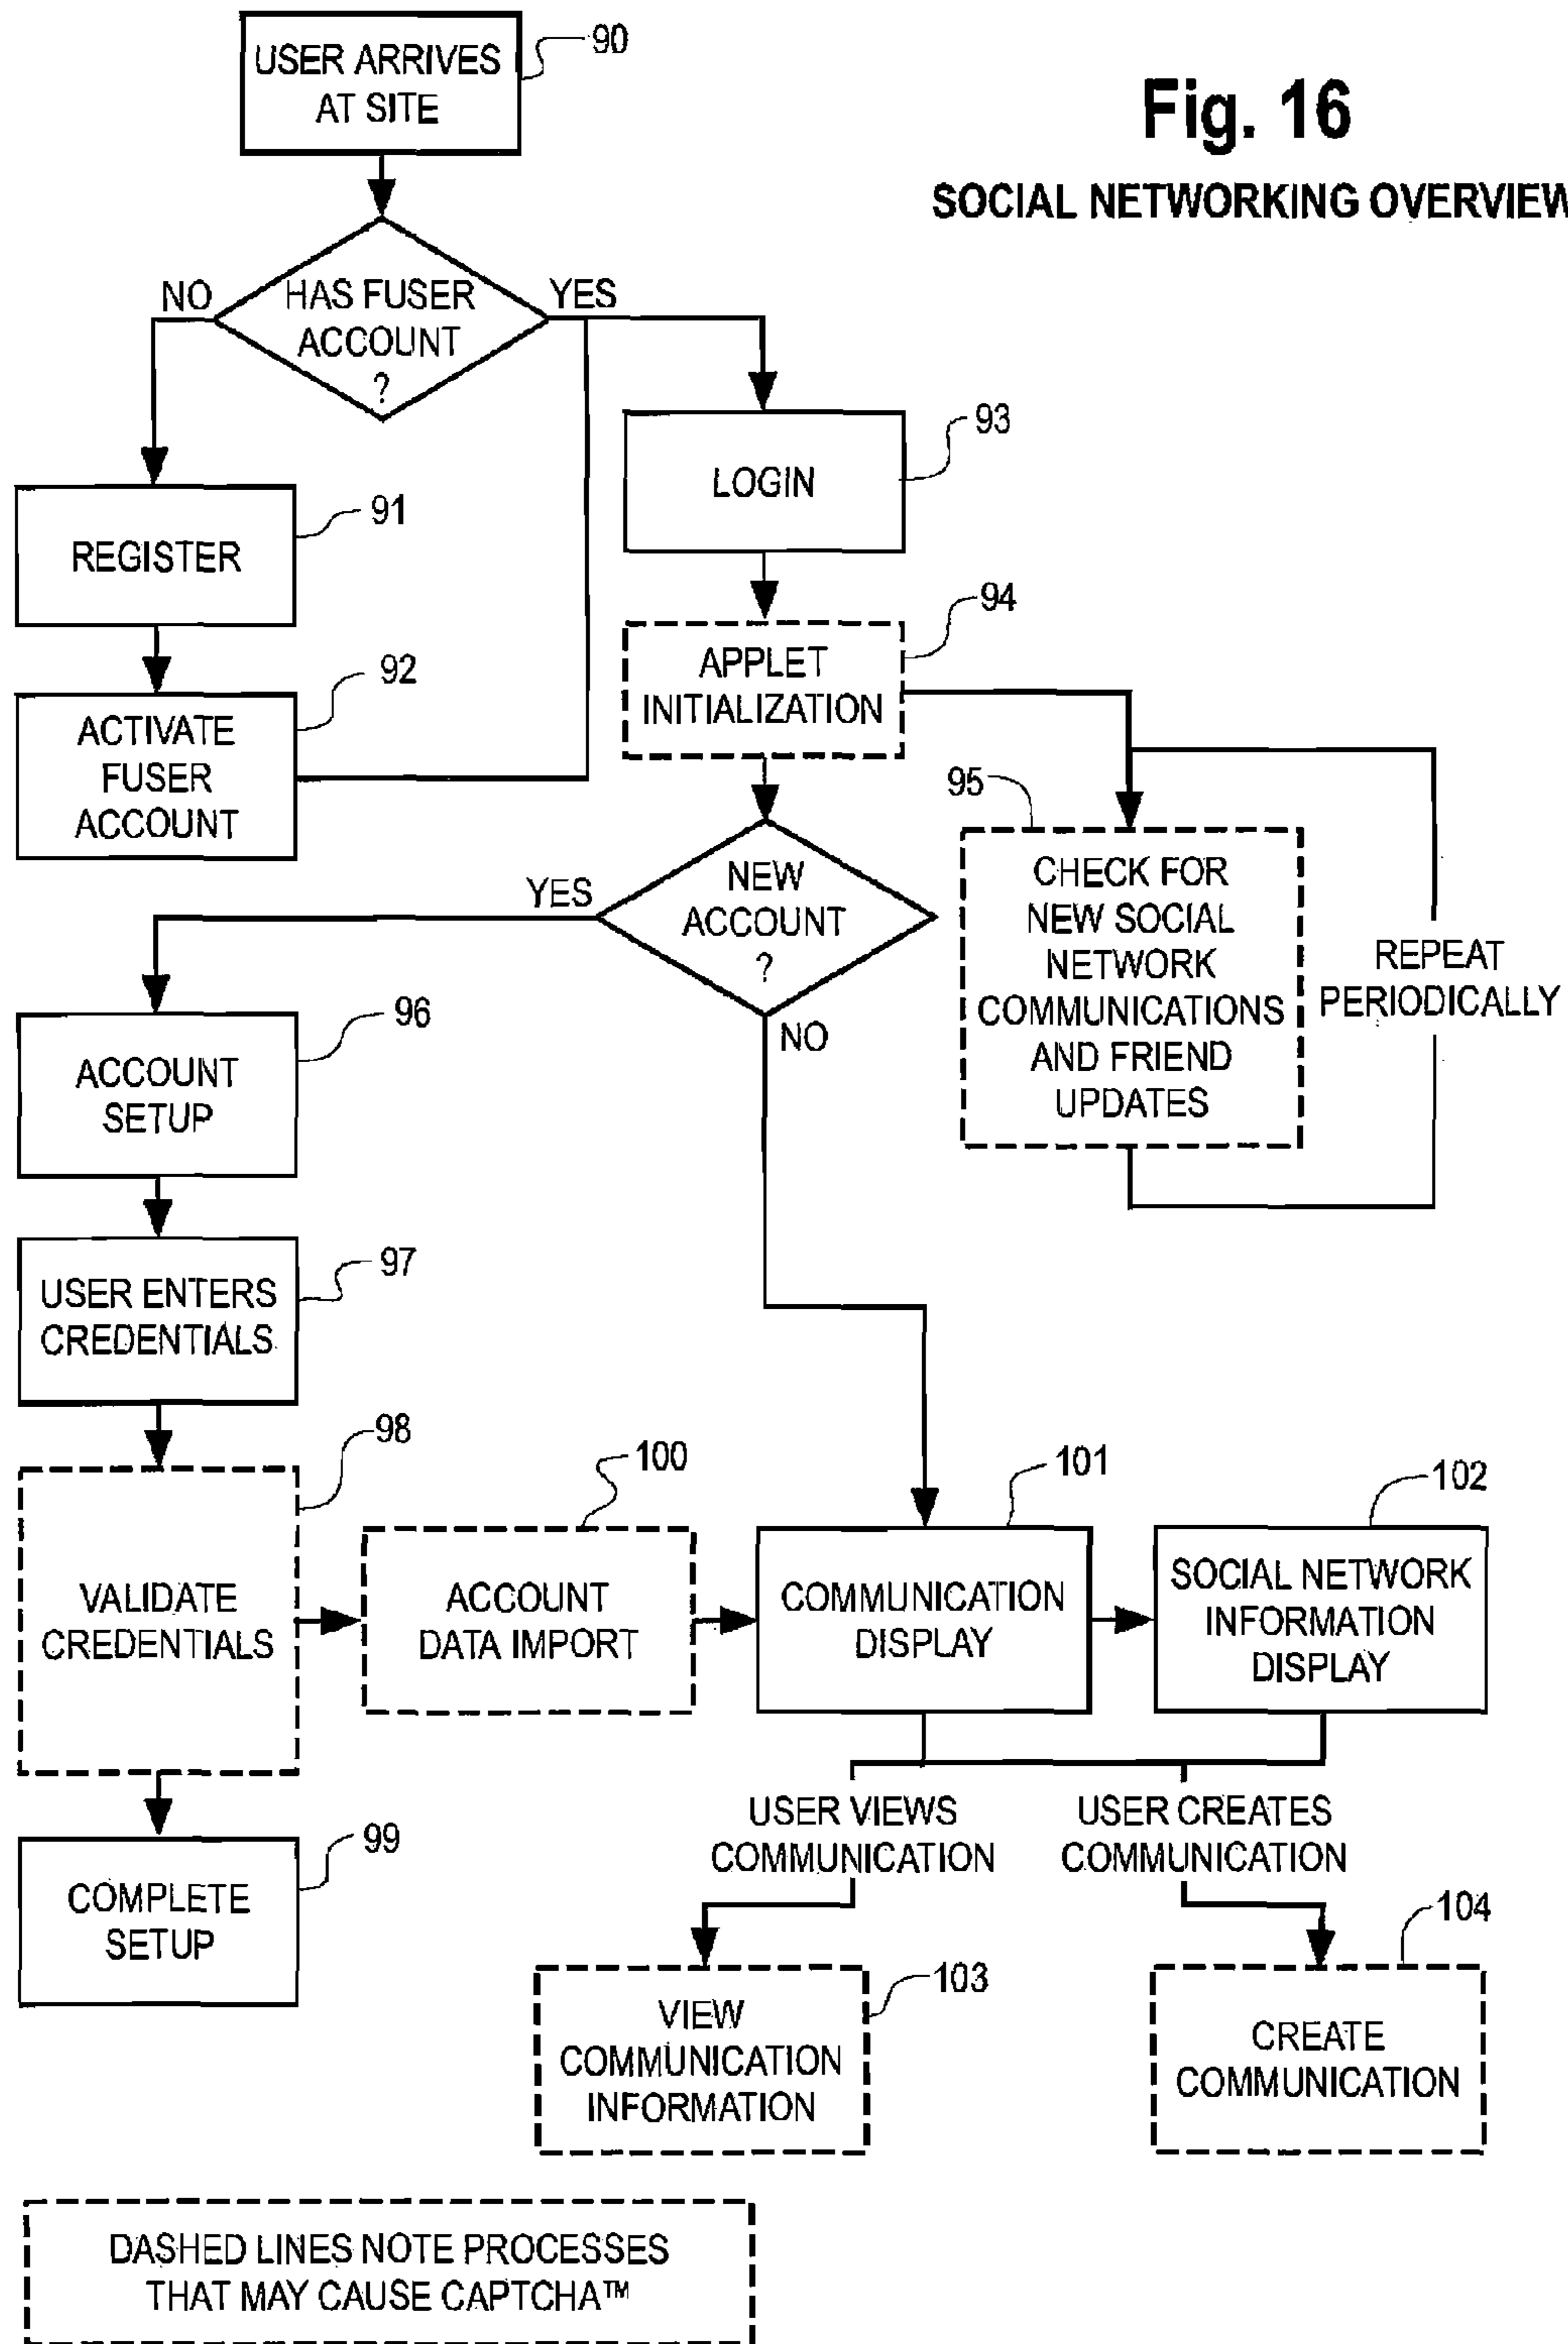 USER ARRIVES
AT SITE
90
Fig. 16
SOCIAL NETWORKING OVERVIEW
NO
HAS FUSER
ACCOUNT
?
YES
LOGIN
93
REGISTER
91
APPLET
INITIALIZATION
94
ACTIVATE
FUSER
ACCOUNT
92
95
CHECK FOR
NEW SOCIAL
NETWORK
COMMUNICATIONS
AND FRIEND
UPDATES
REPEAT
PERIODICALLY
YES
NEW
ACCOUNT
?
NO
ACCOUNT
SETUP
96
USER ENTERS
CREDENTIALS
97
VALIDATE
CREDENTIALS
98
ACCOUNT
DATA IMPORT
100
COMMUNICATION
DISPLAY
101
SOCIAL NETWORK
INFORMATION
DISPLAY
102
COMPLETE
SETUP
99
USER VIEWS
COMMUNICATION
USER CREATES
COMMUNICATION
VIEW
COMMUNICATION
INFORMATION
103
CREATE
COMMUNICATION
104
DASHED LINES NOTE PROCESSES
THAT MAY CAUSE CAPTCHA™